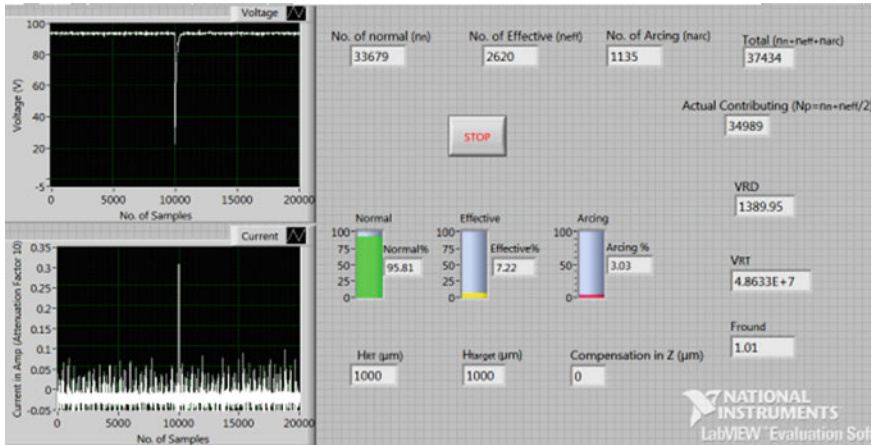 Voltage
100
80
60
40
20
-5
Voltage (V)
0 5000 10000 15000 20000
No. of Samples
Current
0.35
0.3
0.25
0.2
0.15
0.1
0.05
0
-0.05
Current in Amp (Attenuation Factor 10)
0 5000 10000 15000 20000
No. of Samples
No. of normal (nn) No. of Effective (neff) No. of Arcing (narc) Total (nn+neff+narc)
33679 2620 1135 37434
Actual Contributing (Np=nn+neff/2)
34989
STOP
VRD
1389.95
Normal Effective Arcing
100 75 50 25 0
Normal%
95.81
100 75 50 25 0
Effective%
7.22
100 50 0
Arcing %
3.03
VRT
4.8633E+7
Fround
1.01
HRT (µm) Htarget (µm) Compensation in Z (µm)
1000 1000 0
NATIONAL
INSTRUMENTS
LabVIEW™ Evaluation Soft